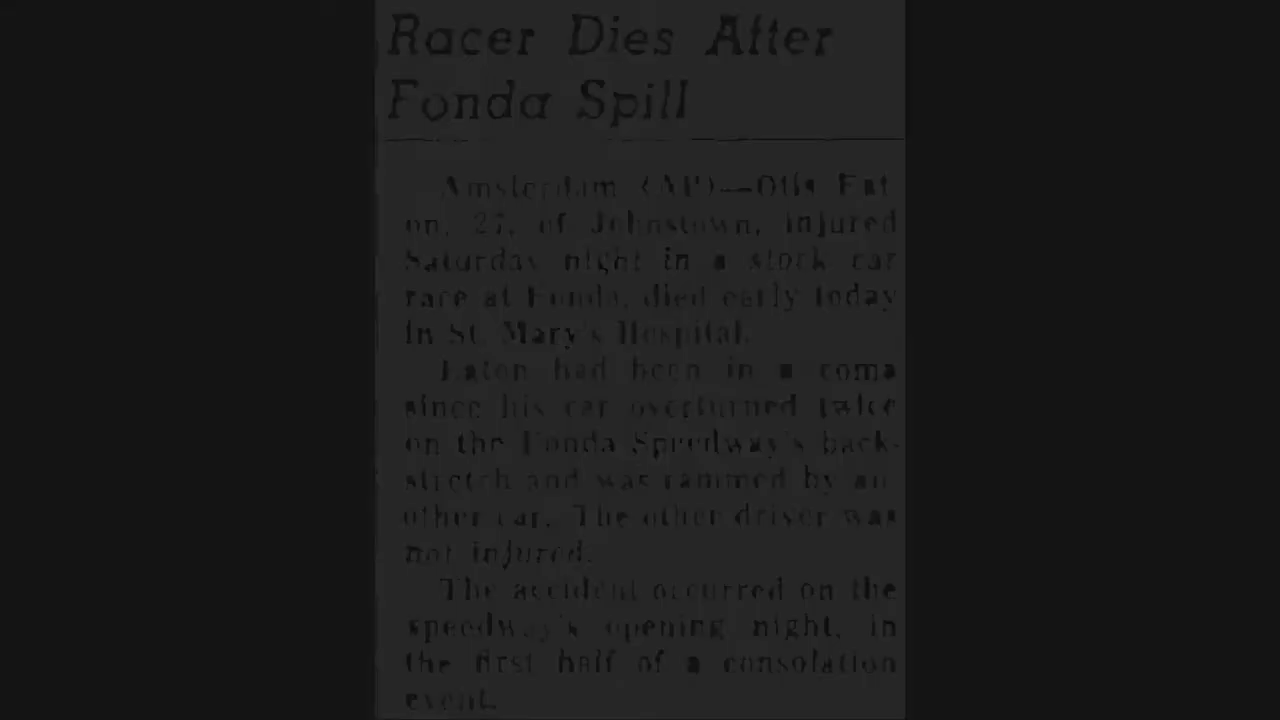 Racer Dies After
Fonda Spill
Amsterdam (AP)—Otis Eat
on, 27, of Johnstown, injured
Saturday night in a stock car
race at Fonda, died early today
in St. Mary's Hospital.
Eaton had been in a coma
since his car overturned twice
on the Fonda Speedway's back-
stretch and was rammed by an
other car. The other driver was
not injured.
The accident occurred on the
speedway's opening night, in
the first half of a consolation
event.